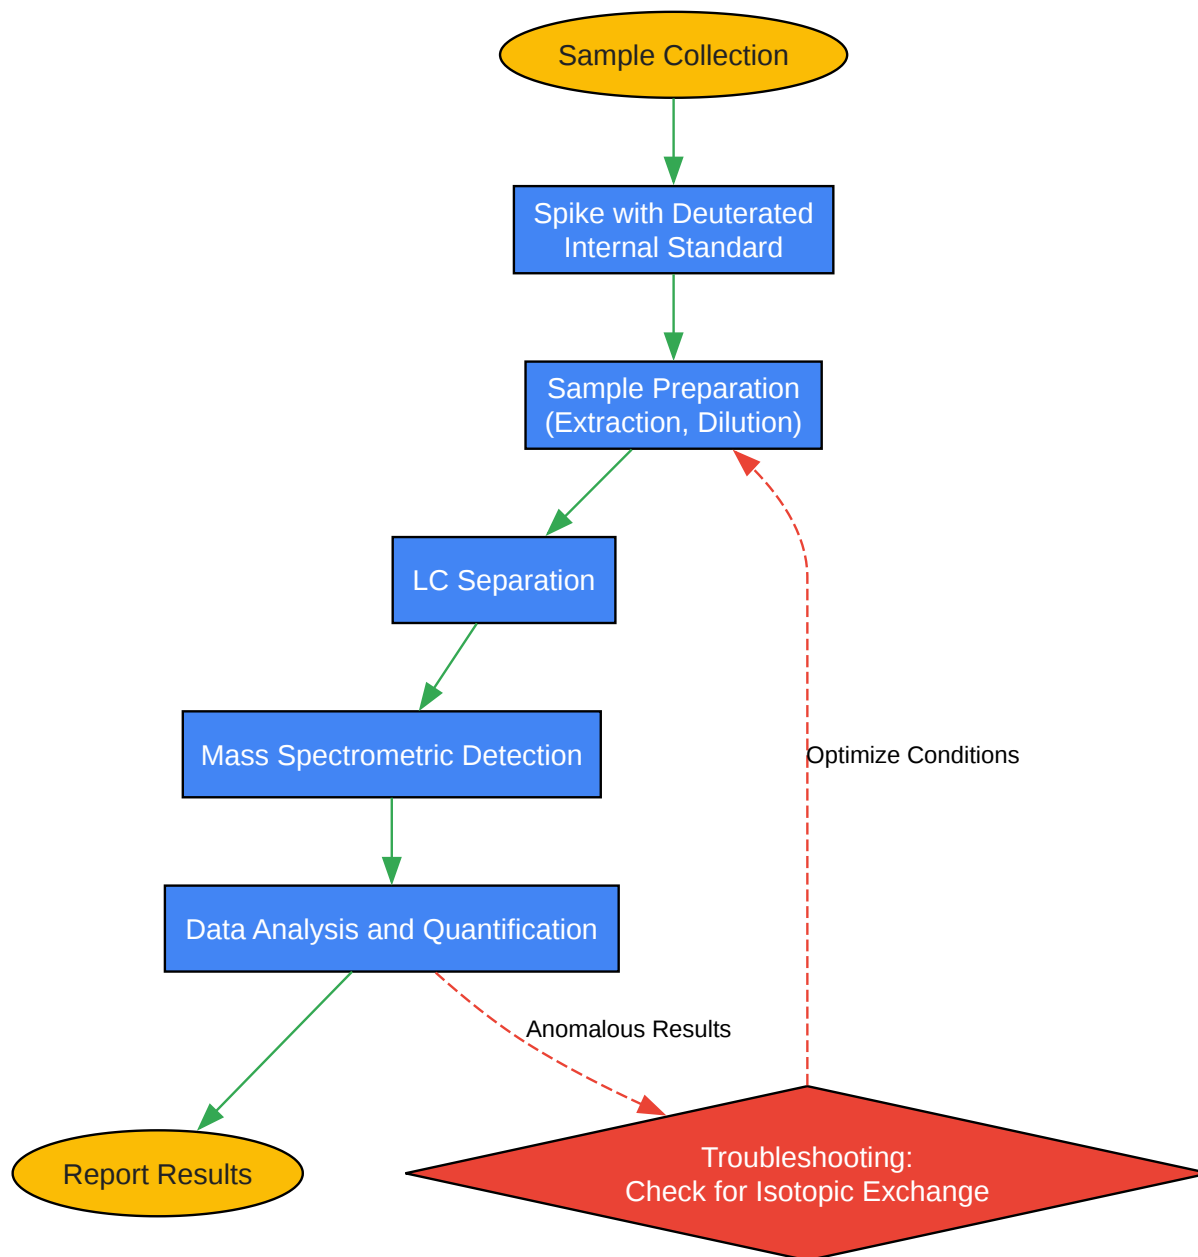 Sample Collection
Spike with Deuterated
Internal Standard
Sample Preparation
(Extraction, Dilution)
LC Separation
Mass Spectrometric Detection
Optimize Conditions
Data Analysis and Quantification
Anomalous Results
Report Results
Troubleshooting:
Check for Isotopic Exchange